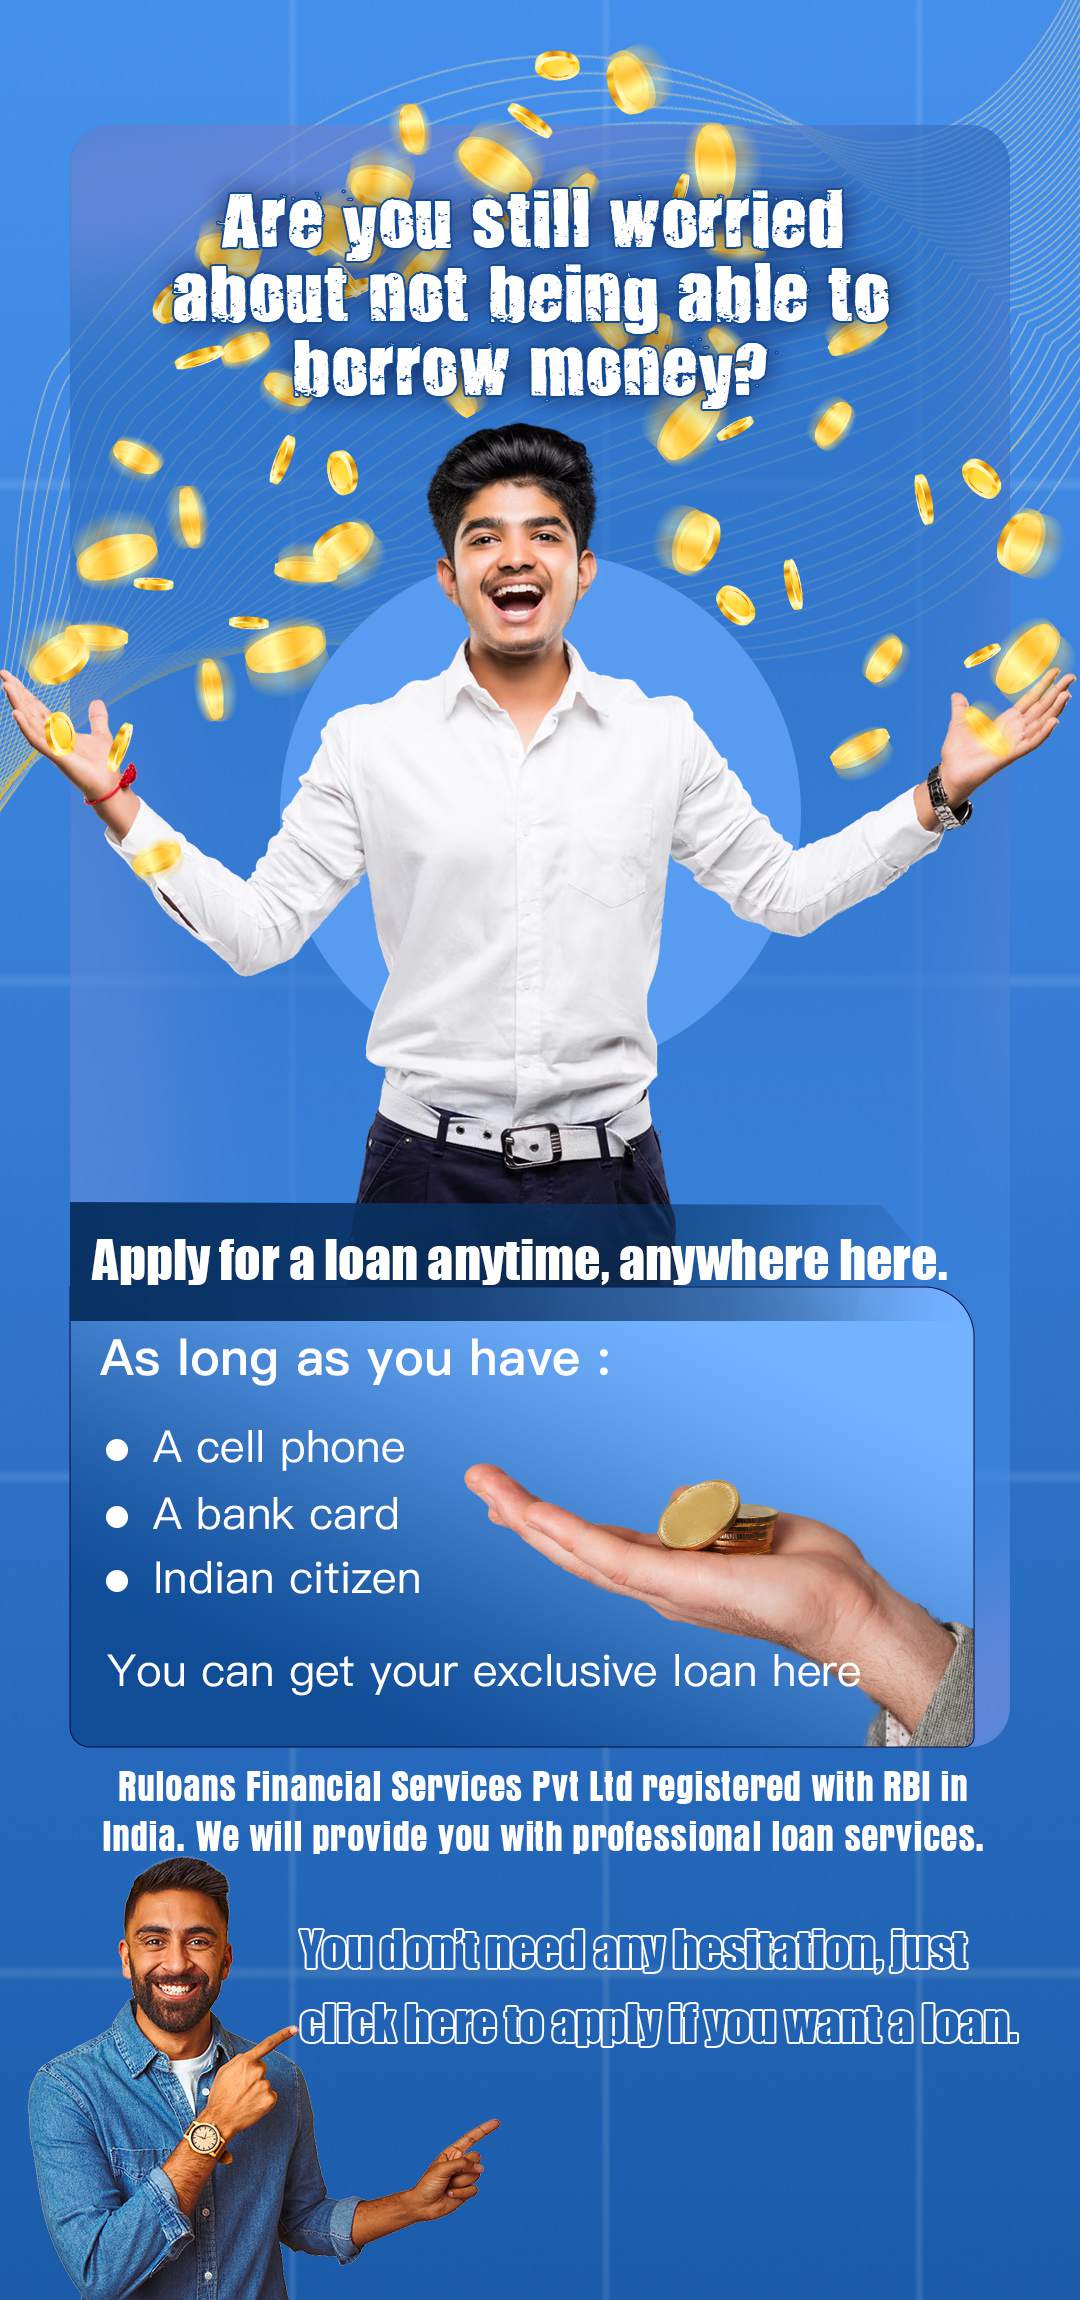 Are you still worried
about not being able to
borrow money?
Apply for a loan anytime, anywhere here.
As long as you have :
● A cell phone
● A bank card
● Indian citizen
You can get your exclusive loan here
Ruloans Financial Services Pvt Ltd registered with RBI in
India. We will provide you with professional loan services.
You don't need any hesitation, just
click here to apply if you want a loan.